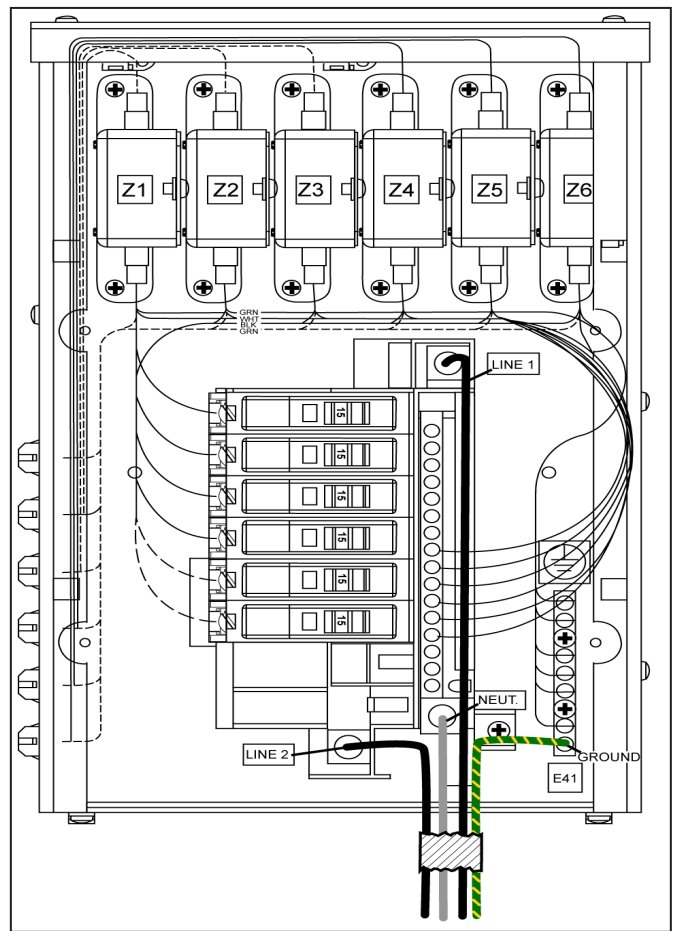 Z1 Z2 Z3 Z4 Z5 Z6
GRN
WHT
BLK
GRN
LINE 1
15
15
15
15
15
15
NEUT.
LINE 2
GROUND
E41